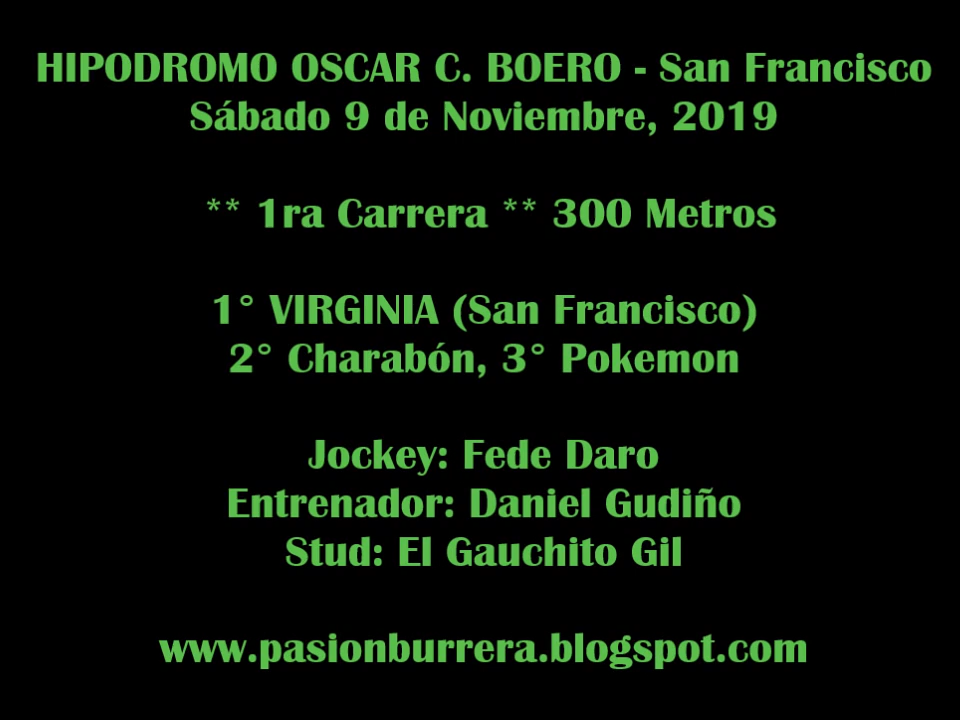 HIPODROMO OSCAR C. BOERO - San Francisco
Sábado 9 de Noviembre, 2019
** 1ra Carrera ** 300 Metros
1° VIRGINIA (San Francisco)
2° Charabón, 3° Pokemon
Jockey: Fede Daro
Entrenador: Daniel Gudiño
Stud: El Gauchito Gil
www.pasionburrera.blogspot.com